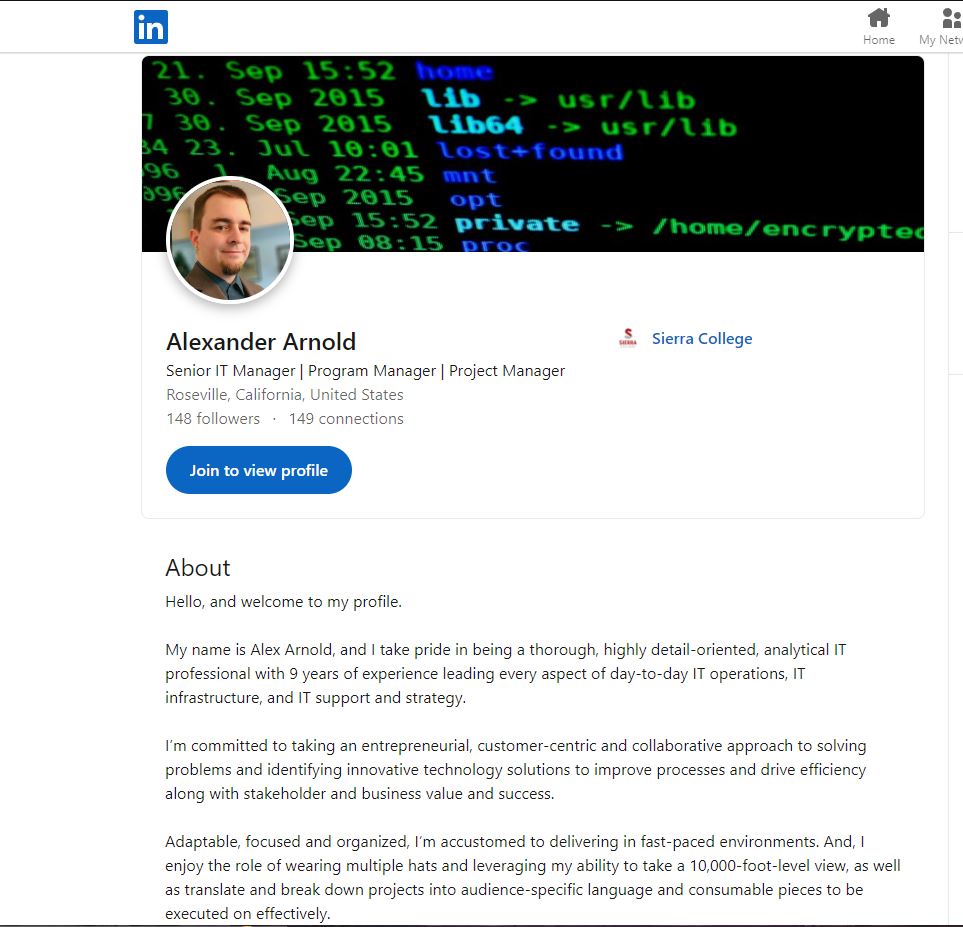 in
Home
My Netw
21. Sep 15:52 home
30. Sep 2015 lib -> usr/lib
7 30. Sep 2015 lib64 -> usr/lib
84 23. Jul 10:01 lost+found
96 1. Aug 22:45 mnt
096 Sep 2015 opt
Sep 15:52 private -> /home/encrypted
Sep 08:15 proc
Alexander Arnold
S
SIERRA
Sierra College
Senior IT Manager | Program Manager | Project Manager
Roseville, California, United States
148 followers · 149 connections
Join to view profile
About
Hello, and welcome to my profile.
My name is Alex Arnold, and I take pride in being a thorough, highly detail-oriented, analytical IT
professional with 9 years of experience leading every aspect of day-to-day IT operations, IT
infrastructure, and IT support and strategy.
I’m committed to taking an entrepreneurial, customer-centric and collaborative approach to solving
problems and identifying innovative technology solutions to improve processes and drive efficiency
along with stakeholder and business value and success.
Adaptable, focused and organized, I’m accustomed to delivering in fast-paced environments. And, I
enjoy the role of wearing multiple hats and leveraging my ability to take a 10,000-foot-level view, as well
as translate and break down projects into audience-specific language and consumable pieces to be
executed on effectively.